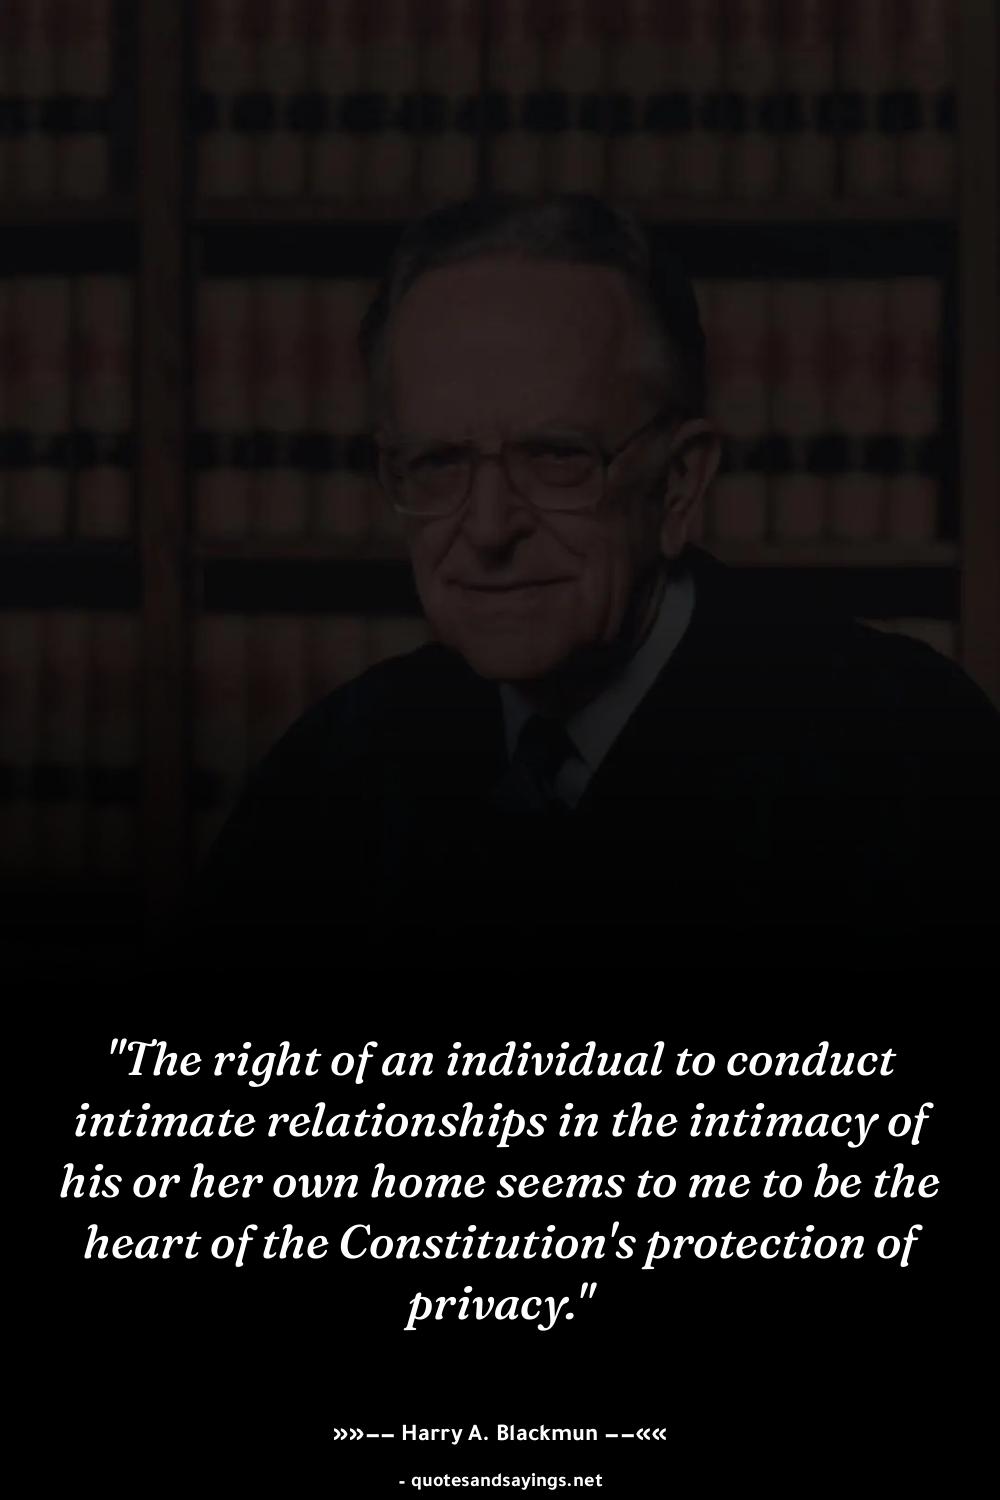 "The right of an individual to conduct
intimate relationships in the intimacy of
his or her own home seems to me to be the
heart of the Constitution's protection of
privacy."
»»−− Harry A. Blackmun −−««
- quotesandsayings.net